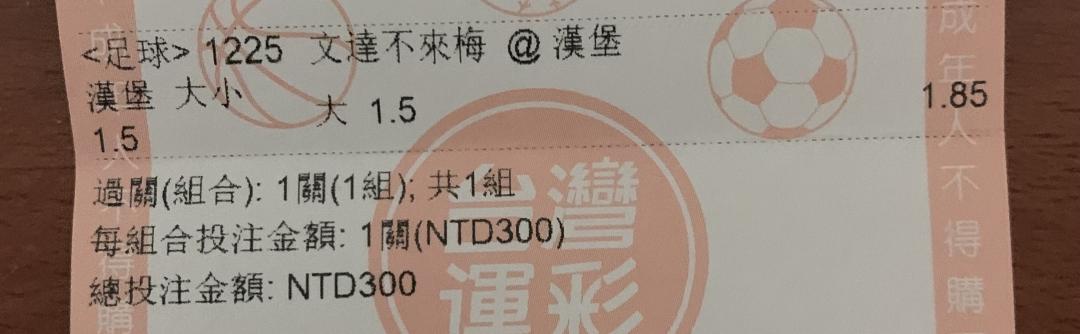 <足球> 1225 文達不來梅 @ 漢堡
漢堡 大小 大 1.5 1.85
1.5
過關(組合): 1關(1組); 共1組
每組合投注金額: 1關(NTD300)
總投注金額: NTD300
台灣
運彩
成年人不得購